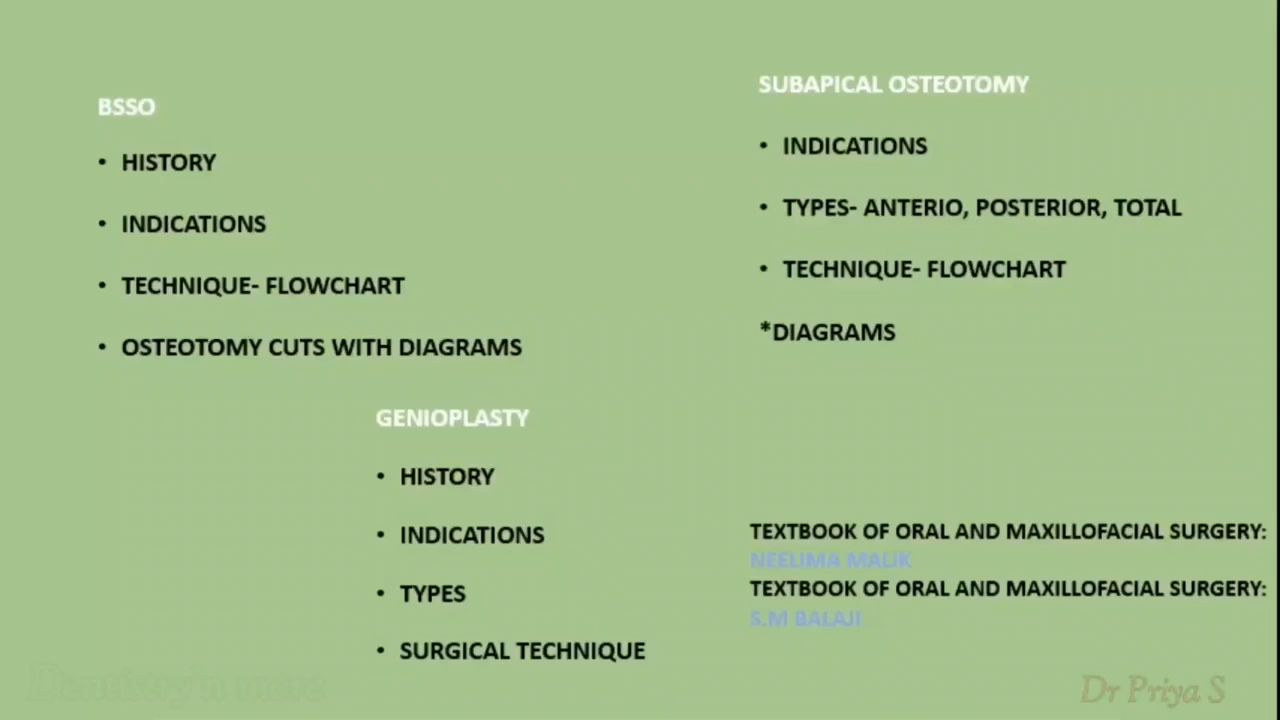 BSSO
• HISTORY
• INDICATIONS
• TECHNIQUE- FLOWCHART
• OSTEOTOMY CUTS WITH DIAGRAMS
SUBAPICAL OSTEOTOMY
• INDICATIONS
• TYPES- ANTERIO, POSTERIOR, TOTAL
• TECHNIQUE- FLOWCHART
*DIAGRAMS
GENIOPLASTY
• HISTORY
• INDICATIONS
• TYPES
• SURGICAL TECHNIQUE
TEXTBOOK OF ORAL AND MAXILLOFACIAL SURGERY:
NEELIMA MALIK
TEXTBOOK OF ORAL AND MAXILLOFACIAL SURGERY:
S.M BALAJI
Dentistry n more
Dr Priya S